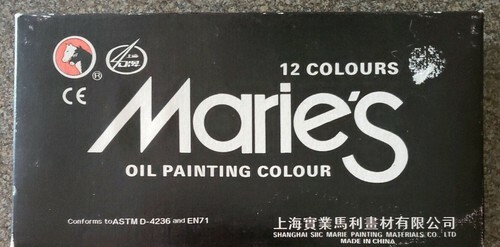 12 COLOURS
CE
Marie's
OIL PAINTING COLOUR
Conforms to ASTM D-4236 and EN71
上海實業馬利畫材有限公司
SHANGHAI SIIC MARIE PAINTING MATERIALS CO., LTD
MADE IN CHINA